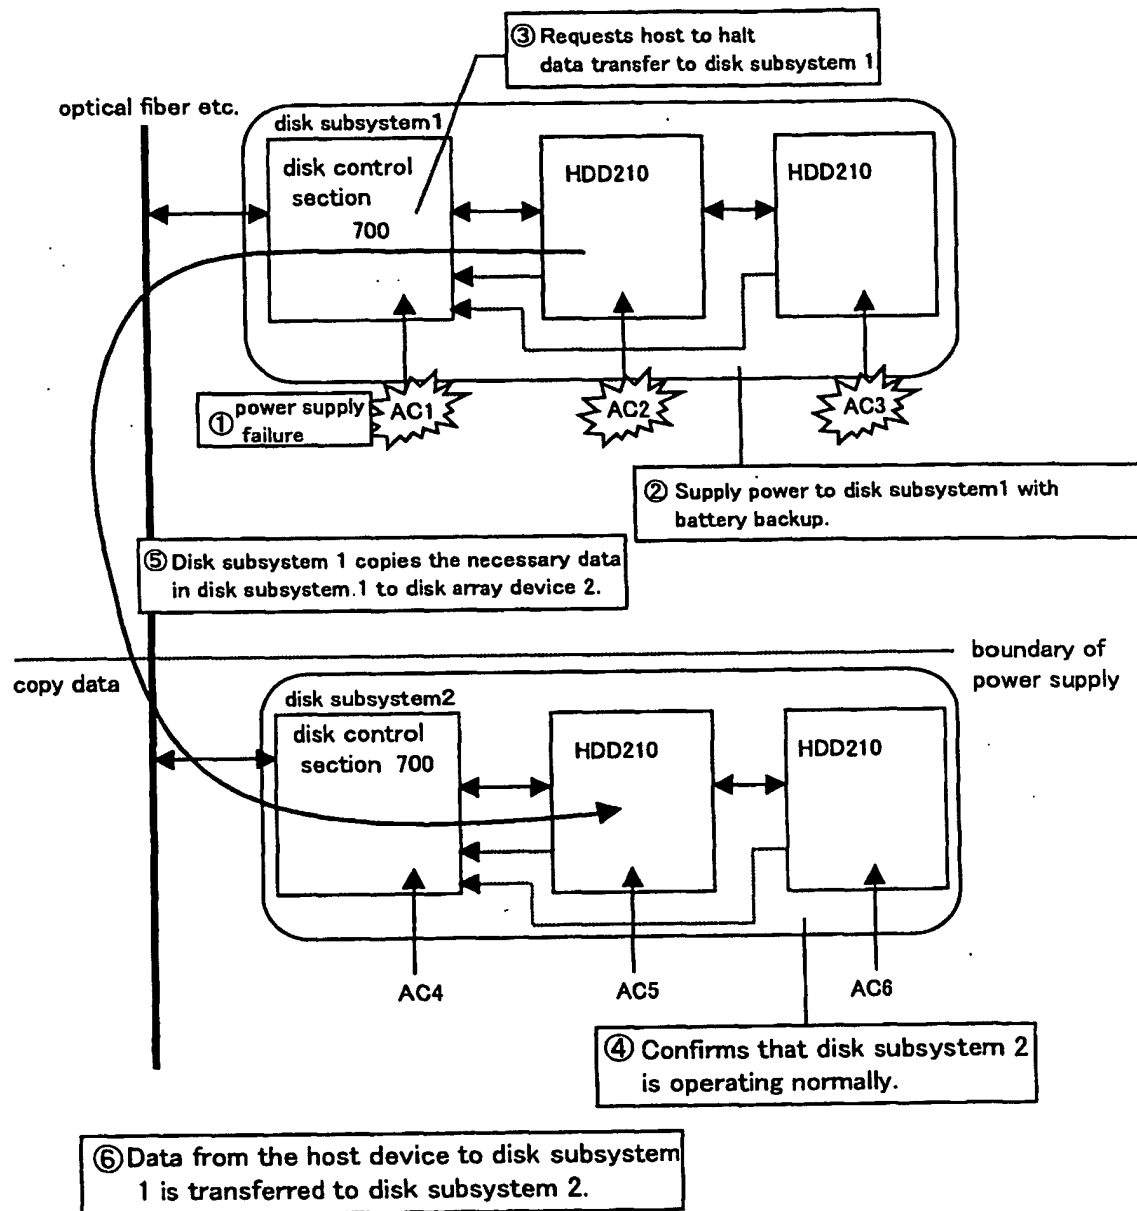 ③ Requests host to halt
data transfer to disk subsystem 1
optical fiber etc.
disk subsystem1
disk control
section
700
HDD210
HDD210
① power supply
failure
AC1
AC2
AC3
② Supply power to disk subsystem1 with
battery backup.
⑤ Disk subsystem 1 copies the necessary data
in disk subsystem 1 to disk array device 2.
boundary of
power supply
copy data
disk subsystem2
disk control
section 700
HDD210
HDD210
AC4
AC5
AC6
④ Confirms that disk subsystem 2
is operating normally.
⑥ Data from the host device to disk subsystem
1 is transferred to disk subsystem 2.